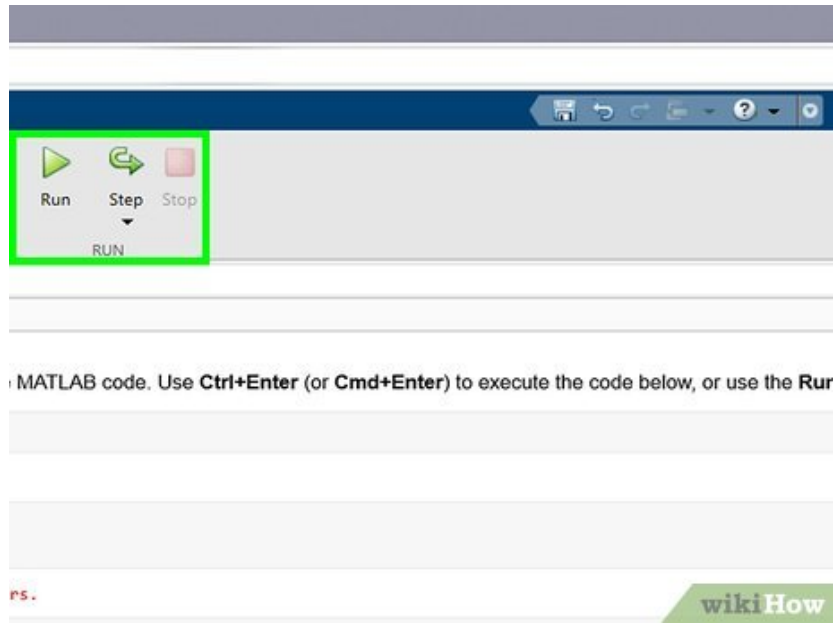 Run Step Stop
RUN
MATLAB code. Use Ctrl+Enter (or Cmd+Enter) to execute the code below, or use the Run
rs.
wikiHow